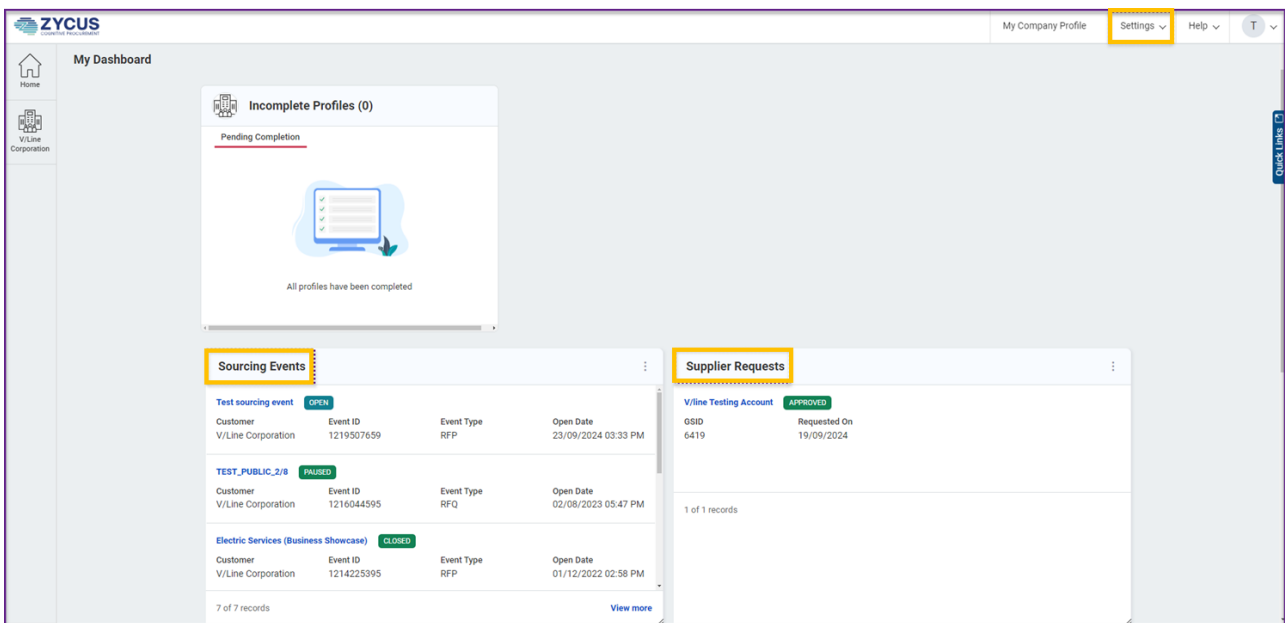 ZYCUS
COGNITIVE PROCUREMENT
My Company Profile
Settings
Help
T
Home
V/Line
Corporation
My Dashboard
Quick Links
Incomplete Profiles (0)
Pending Completion
All profiles have been completed
Sourcing Events
Test sourcing event OPEN
Customer Event ID Event Type Open Date
V/Line Corporation 1219507659 RFP 23/09/2024 03:33 PM
TEST_PUBLIC_2/8 PAUSED
Customer Event ID Event Type Open Date
V/Line Corporation 1216044595 RFQ 02/08/2023 05:47 PM
Electric Services (Business Showcase) CLOSED
Customer Event ID Event Type Open Date
V/Line Corporation 1214225395 RFP 01/12/2022 02:58 PM
7 of 7 records View more
Supplier Requests
V/line Testing Account APPROVED
GSID Requested On
6419 19/09/2024
1 of 1 records